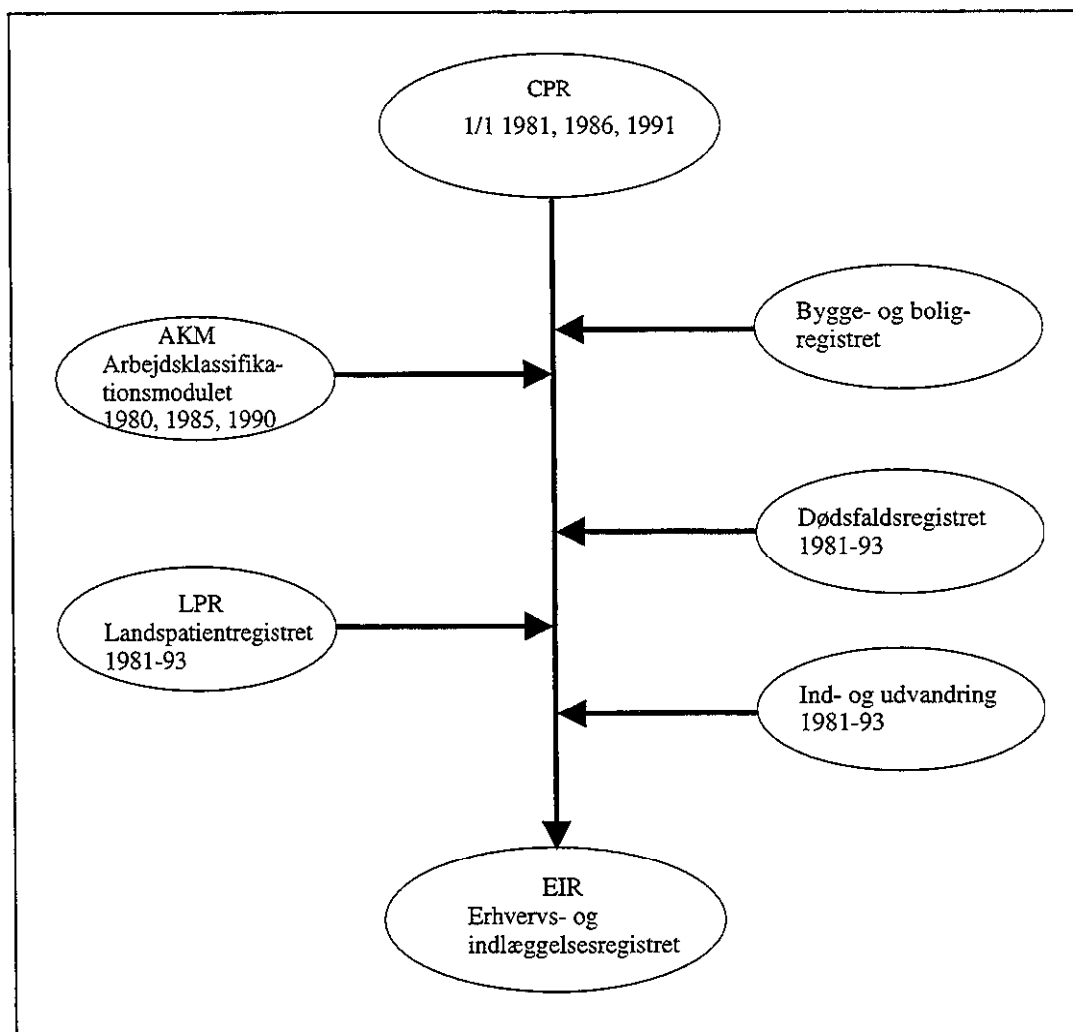 CPR
1/1 1981, 1986, 1991
Bygge- og bolig-
registret
AKM
Arbejdsklassifika-
tionsmodulet
1980, 1985, 1990
Dødsfaldsregistret
1981-93
LPR
Landspatientregistret
1981-93
Ind- og udvandring
1981-93
EIR
Erhvervs- og
indlæggelsesregistret